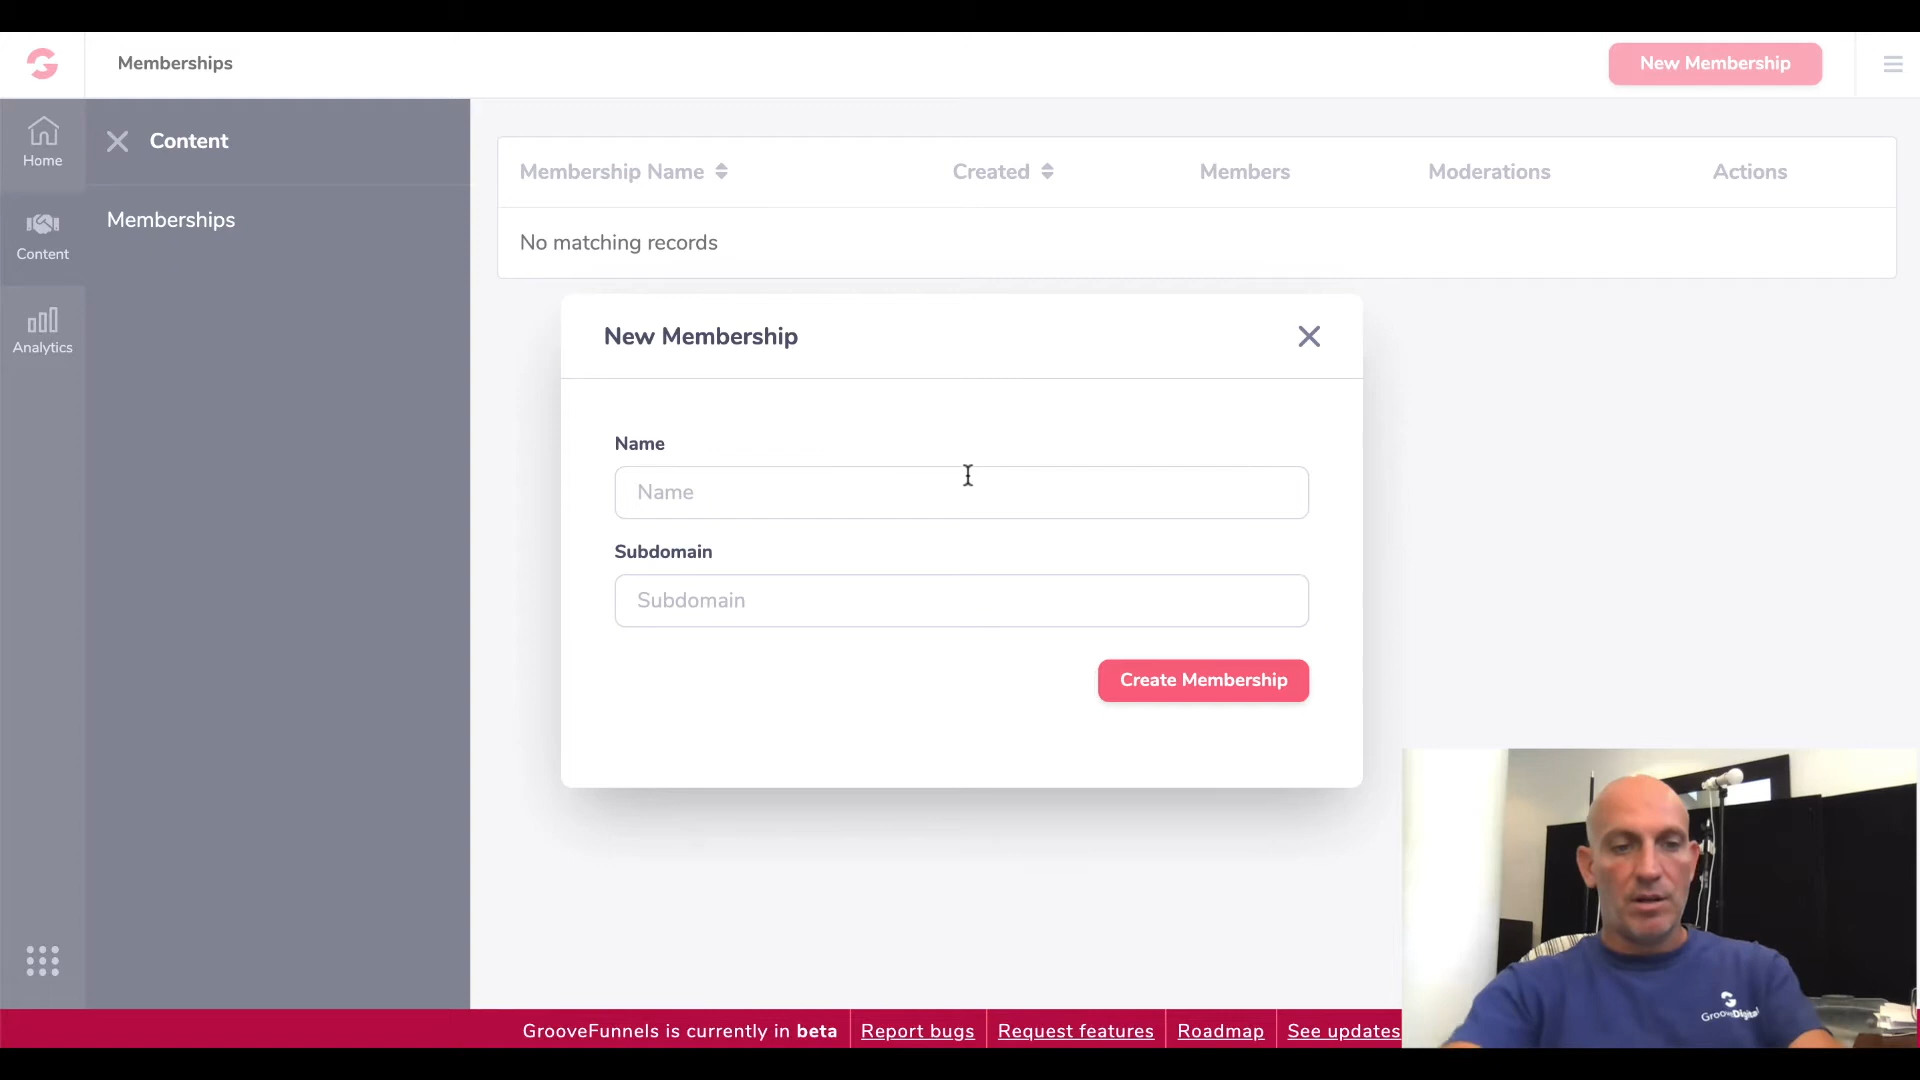 Memberships
New Membership
Home
Content
Analytics
Content
Memberships
Membership Name
Created
Members
Moderations
Actions
No matching records
New Membership
Name
Name
Subdomain
Subdomain
Create Membership
GrooveDigital
GrooveFunnels is currently in beta
Report bugs
Request features
Roadmap
See updates